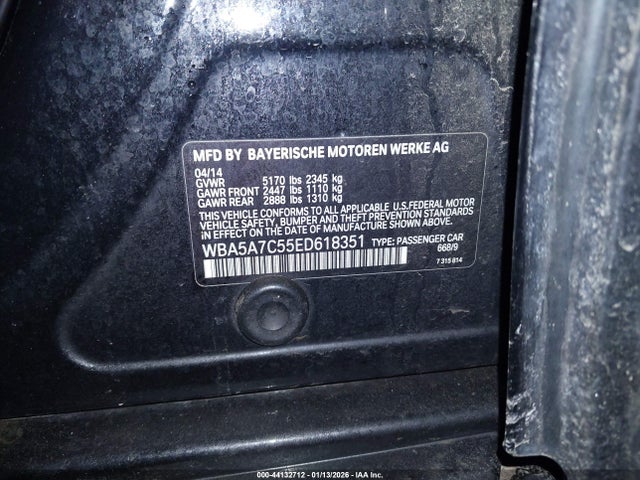 MFD BY BAYERISCHE MOTOREN WERKE AG
04/14
GVWR 5170 lbs 2345 kg
GAWR FRONT 2447 lbs 1110 kg
GAWR REAR 2888 lbs 1310 kg
THIS VEHICLE CONFORMS TO ALL APPLICABLE U.S.FEDERAL MOTOR
VEHICLE SAFETY, BUMPER, AND THEFT PREVENTION STANDARDS
IN EFFECT ON THE DATE OF MANUFACTURE SHOWN ABOVE.
WBA5A7C55ED618351 TYPE: PASSENGER CAR
668/9
7 315 814
000-44132712 - 01/13/2026 - IAA Inc.